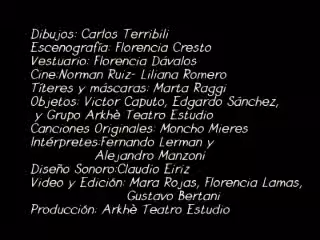 Dibujos: Carlos Terribili
Escenografía: Florencia Cresto
Vestuario: Florencia Dávalos
Cine:Norman Ruiz- Liliana Romero
Títeres y máscaras: Marta Raggi
Objetos: Victor Caputo, Edgardo Sánchez,
y Grupo Arkhè Teatro Estudio
Canciones Originales: Moncho Mieres
Intérpretes:Fernando Lerman y
Alejandro Manzoni
Diseño Sonoro:Claudio Eiriz
Video y Edición: Mara Rojas, Florencia Lamas,
Gustavo Bertani
Producción: Arkhè Teatro Estudio